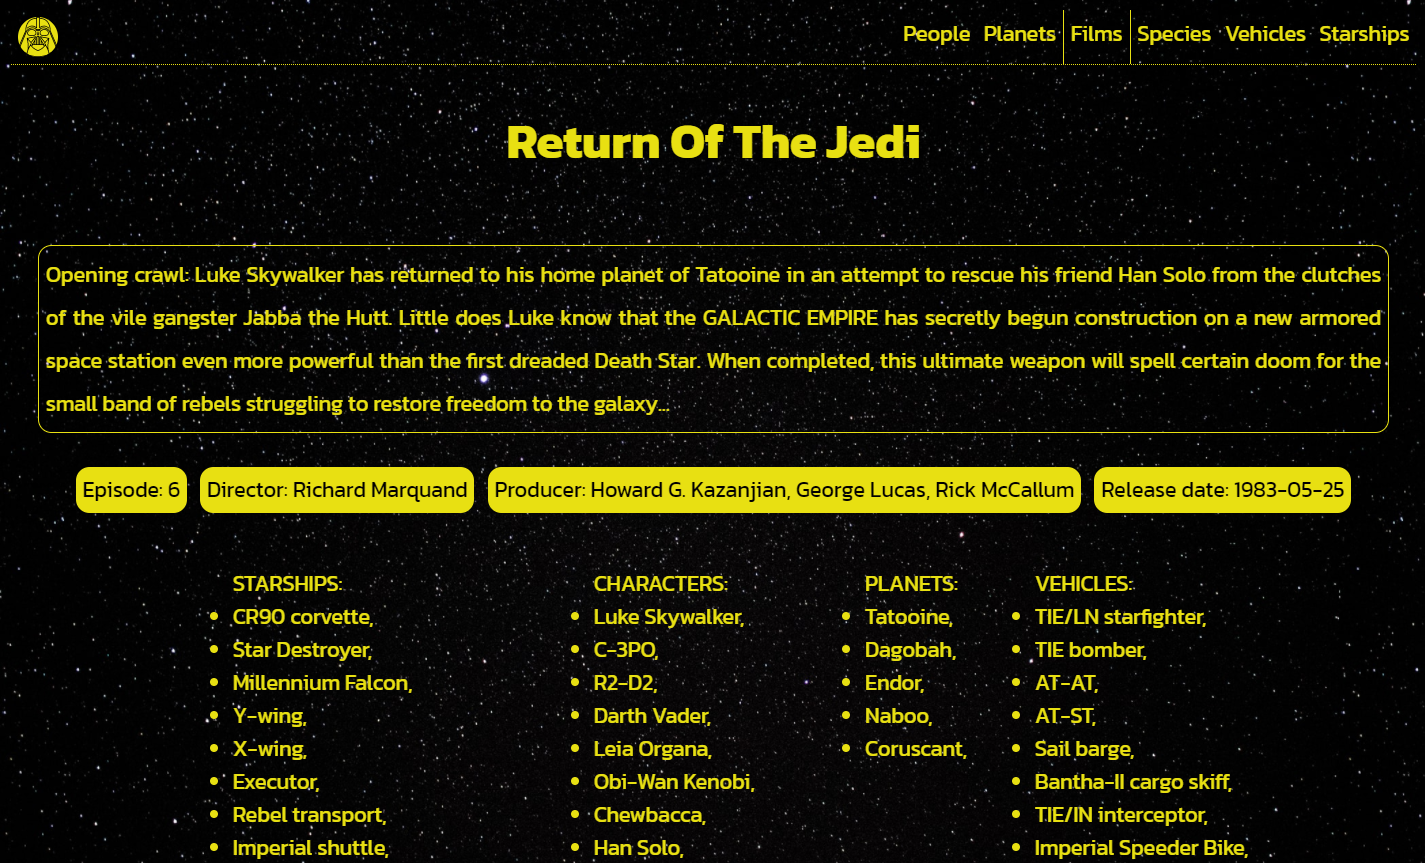 People Planets Films Species Vehicles Starships
Return Of The Jedi
Opening crawl: Luke Skywalker has returned to his home planet of Tatooine in an attempt to rescue his friend Han Solo from the clutches
of the vile gangster Jabba the Hutt. Little does Luke know that the GALACTIC EMPIRE has secretly begun construction on a new armored
space station even more powerful than the first dreaded Death Star. When completed, this ultimate weapon will spell certain doom for the
small band of rebels struggling to restore freedom to the galaxy...
Episode: 6 Director: Richard Marquand Producer: Howard G. Kazanjian, George Lucas, Rick McCallum Release date: 1983-05-25
STARSHIPS:
CR90 corvette,
Star Destroyer,
Millennium Falcon,
Y-wing,
X-wing,
Executor,
Rebel transport,
Imperial shuttle,
CHARACTERS:
Luke Skywalker,
C-3PO,
R2-D2,
Darth Vader,
Leia Organa,
Obi-Wan Kenobi,
Chewbacca,
Han Solo,
PLANETS:
Tatooine,
Dagobah,
Endor,
Naboo,
Coruscant,
VEHICLES:
TIE/LN starfighter,
TIE bomber,
AT-AT,
AT-ST,
Sail barge,
Bantha-II cargo skiff,
TIE/IN interceptor,
Imperial Speeder Bike,